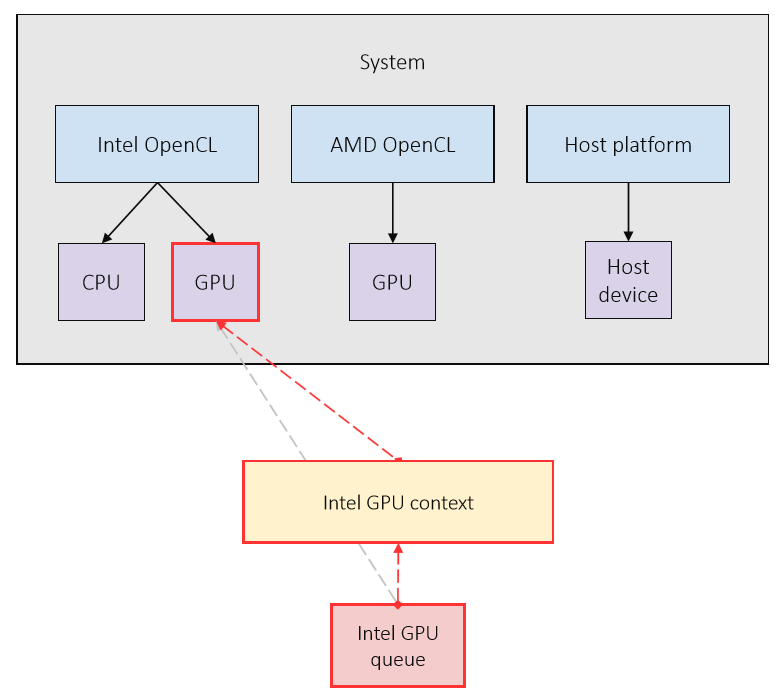 System
Intel OpenCL
AMD OpenCL
Host platform
CPU
GPU
GPU
Host
device
Intel GPU context
Intel GPU
queue